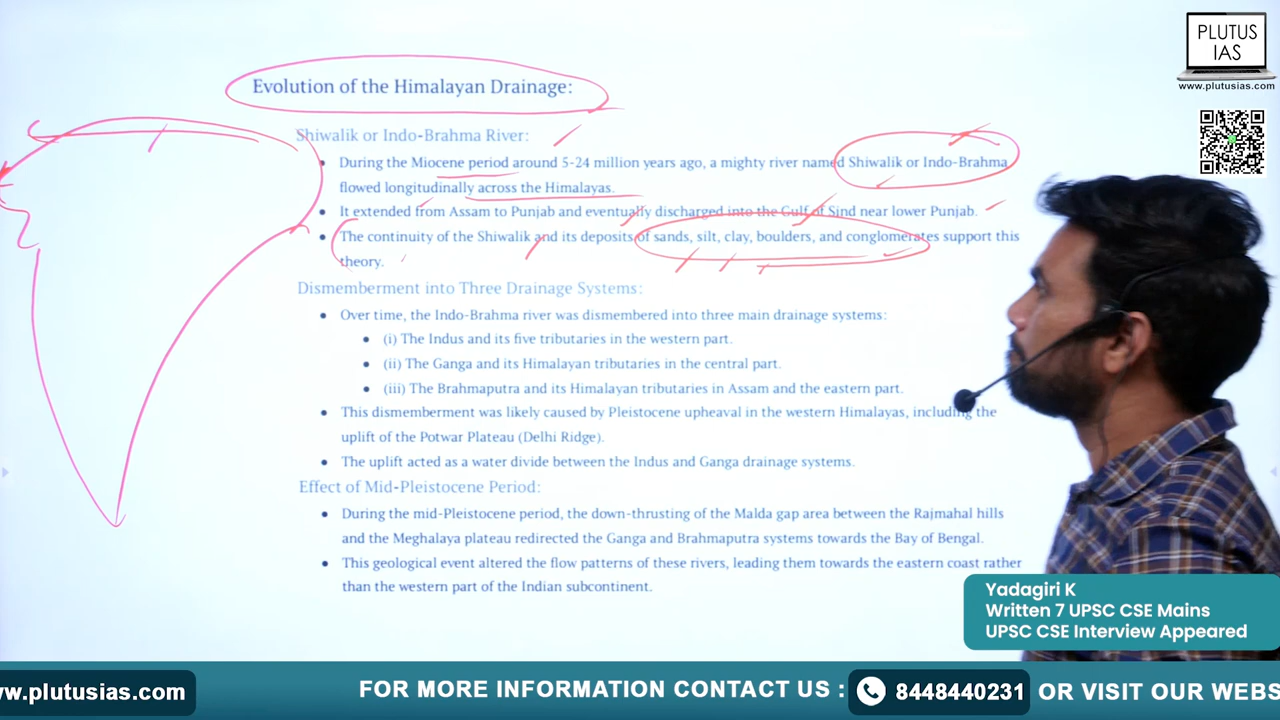 PLUTUS
IAS
www.plutusias.com
Evolution of the Himalayan Drainage:
Shiwalik or Indo-Brahma River:
• During the Miocene period around 5-24 million years ago, a mighty river named Shiwalik or Indo-Brahma
flowed longitudinally across the Himalayas.
• It extended from Assam to Punjab and eventually discharged into the Gulf of Sind near lower Punjab.
• The continuity of the Shiwalik and its deposits of sands, silt, clay, boulders, and conglomerates support this
theory.
Dismemberment into Three Drainage Systems:
• Over time, the Indo-Brahma river was dismembered into three main drainage systems:
• (i) The Indus and its five tributaries in the western part.
• (ii) The Ganga and its Himalayan tributaries in the central part.
• (iii) The Brahmaputra and its Himalayan tributaries in Assam and the eastern part.
• This dismemberment was likely caused by Pleistocene upheaval in the western Himalayas, including the
uplift of the Potwar Plateau (Delhi Ridge).
• The uplift acted as a water divide between the Indus and Ganga drainage systems.
Effect of Mid-Pleistocene Period:
• During the mid-Pleistocene period, the down-thrusting of the Malda gap area between the Rajmahal hills
and the Meghalaya plateau redirected the Ganga and Brahmaputra systems towards the Bay of Bengal.
• This geological event altered the flow patterns of these rivers, leading them towards the eastern coast rather
than the western part of the Indian subcontinent.
Yadagiri K
Written 7 UPSC CSE Mains
UPSC CSE Interview Appeared
ww.plutusias.com FOR MORE INFORMATION CONTACT US : 8448440231 OR VISIT OUR WEBS